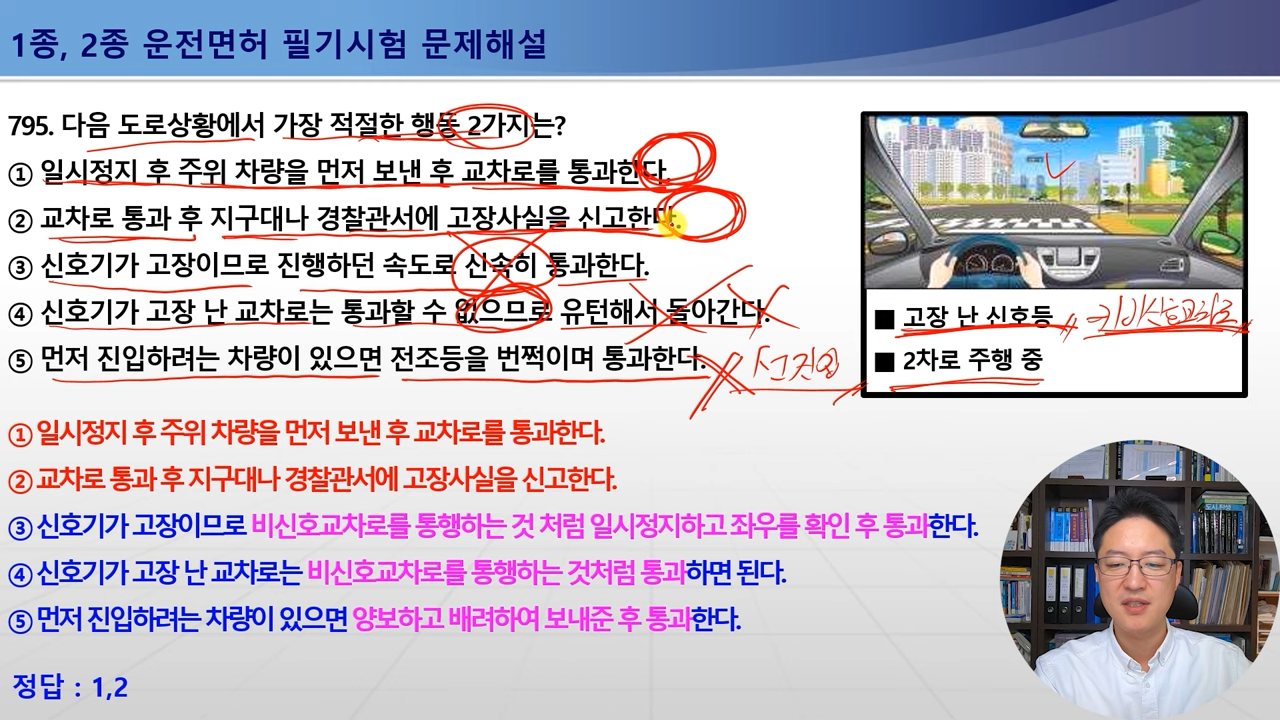 1종, 2종 운전면허 필기시험 문제해설
795. 다음 도로상황에서 가장 적절한 행동 2가지는?
① 일시정지 후 주위 차량을 먼저 보낸 후 교차로를 통과한다.
② 교차로 통과 후 지구대나 경찰관서에 고장사실을 신고한다.
③ 신호기가 고장이므로 진행하던 속도로 신속히 통과한다.
④ 신호기가 고장 난 교차로는 통과할 수 없으므로 유턴해서 돌아간다.
⑤ 먼저 진입하려는 차량이 있으면 전조등을 번쩍이며 통과한다.
선진입
■ 고장 난 신호등
비신호교차로
■ 2차로 주행 중
① 일시정지 후 주위 차량을 먼저 보낸 후 교차로를 통과한다.
② 교차로 통과 후 지구대나 경찰관서에 고장사실을 신고한다.
③ 신호기가 고장이므로 비신호교차로를 통행하는 것 처럼 일시정지하고 좌우를 확인 후 통과한다.
④ 신호기가 고장 난 교차로는 비신호교차로를 통행하는 것처럼 통과하면 된다.
⑤ 먼저 진입하려는 차량이 있으면 양보하고 배려하여 보내준 후 통과한다.
정답 : 1,2